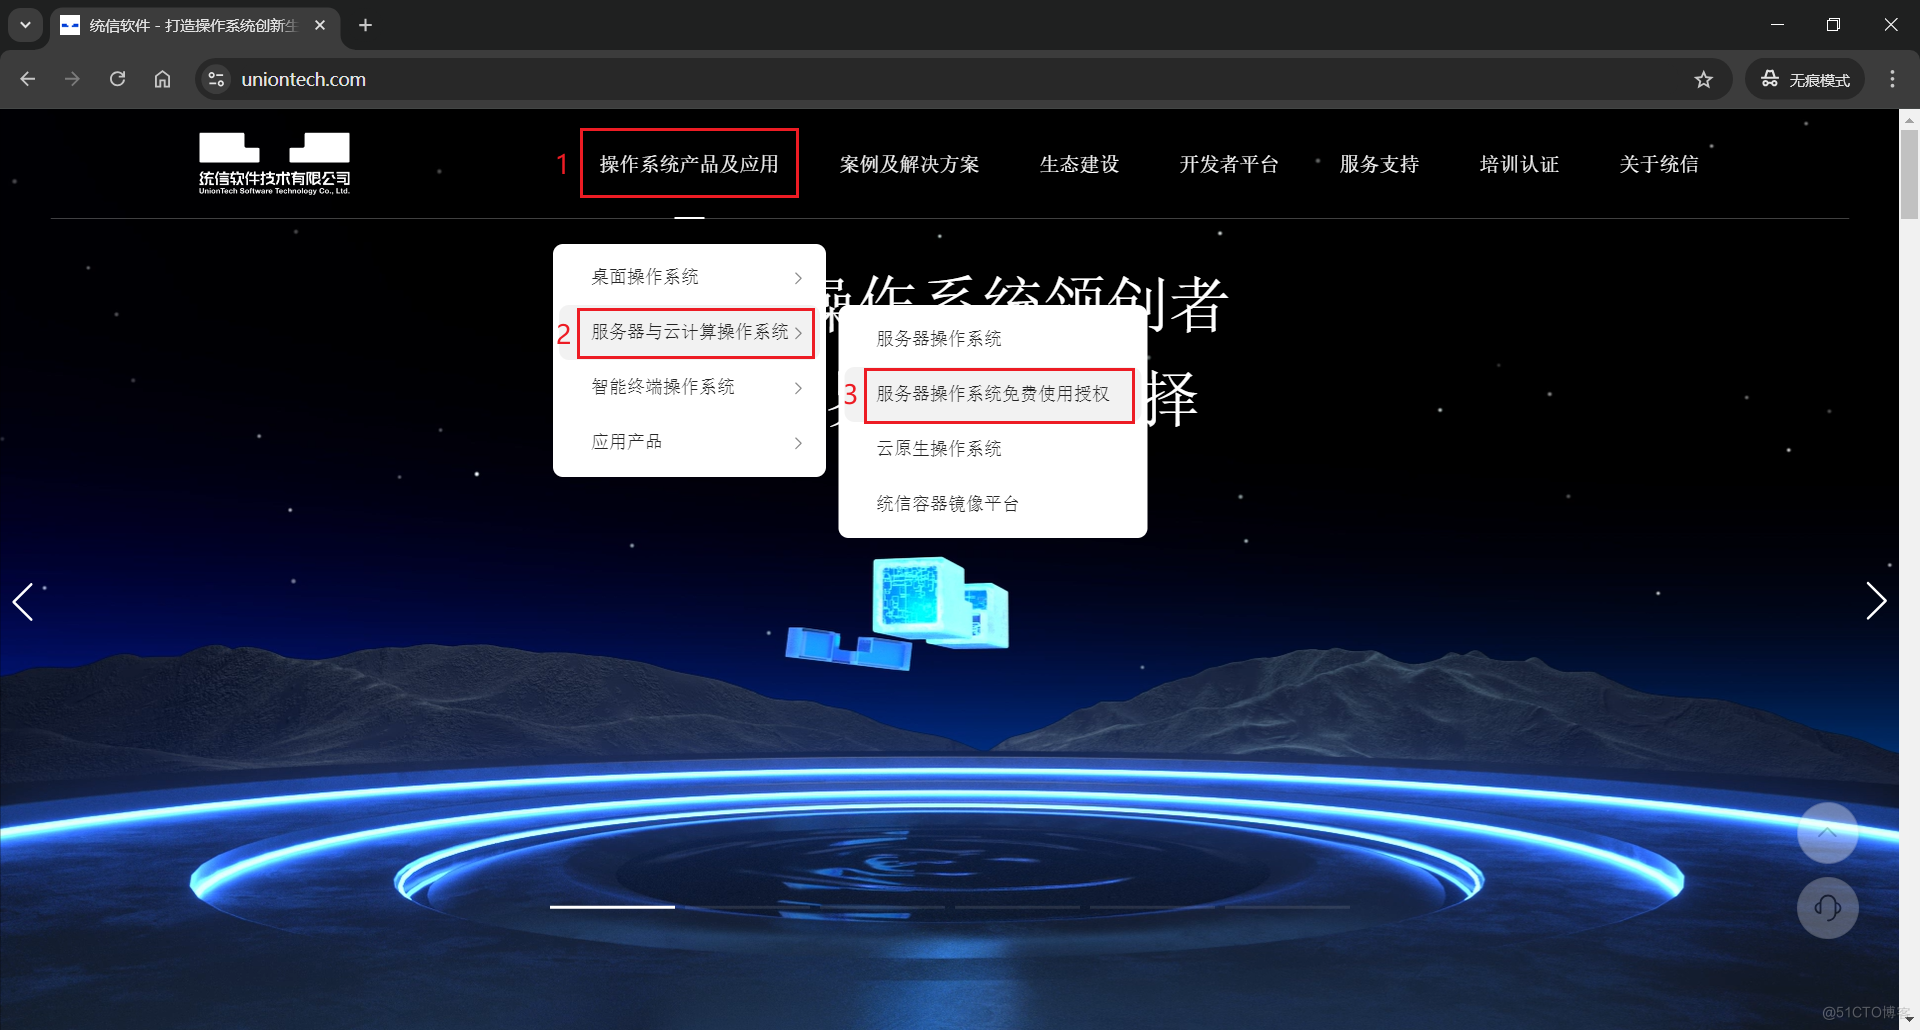 统信软件 - 打造操作系统创新生
uniontech.com
无痕模式
统信软件技术有限公司
UnionTech Software Technology Co., Ltd.
1
操作系统产品及应用
案例及解决方案
生态建设
开发者平台
服务支持
培训认证
关于统信
操作系统领创者
择
桌面操作系统
2
服务器与云计算操作系统
智能终端操作系统
应用产品
服务器操作系统
3
服务器操作系统免费使用授权
云原生操作系统
统信容器镜像平台
@51CTO博客